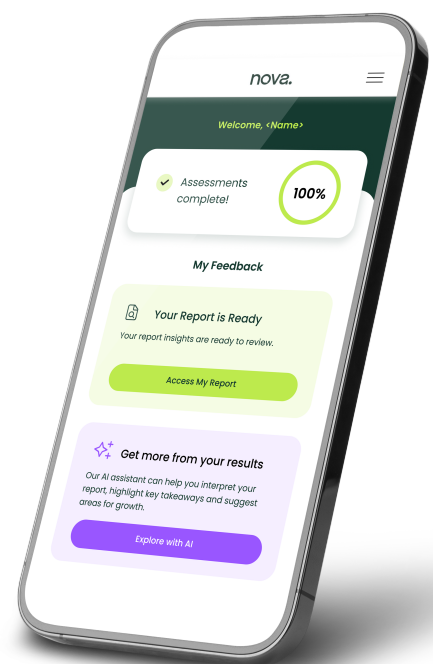 nova.
Welcome, <Name>
Assessments
complete!
100%
My Feedback
Your Report is Ready
Your report insights are ready to review.
Access My Report
Get more from your results
Our AI assistant can help you interpret your
report, highlight key takeaways and suggest
areas for growth.
Explore with AI